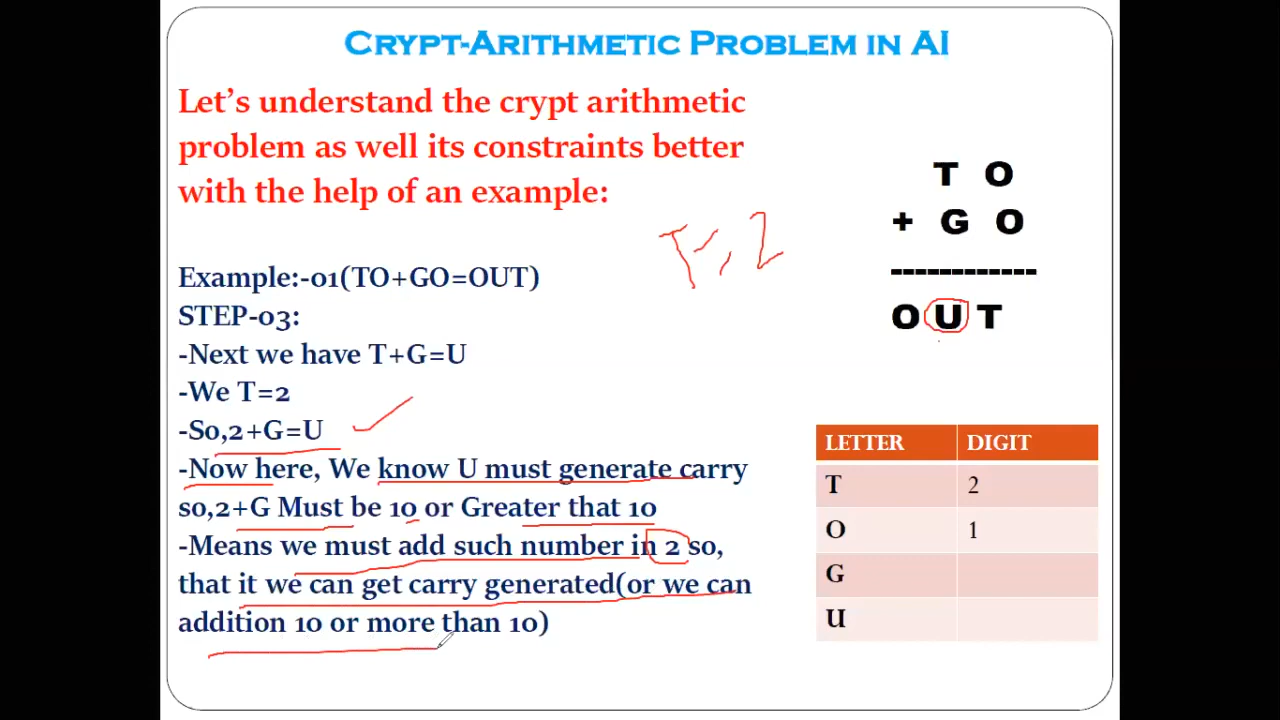 CRYPT-ARITHMETIC PROBLEM IN AI
Let's understand the crypt arithmetic
problem as well its constraints better
with the help of an example:
Example:-01(TO+GO=OUT)
STEP-03:
-Next we have T+G=U
-We T=2
-So,2+G=U
-Now here, We know U must generate carry
so,2+G Must be 10 or Greater that 10
-Means we must add such number in 2 so,
that it we can get carry generated(or we can
addition 10 or more than 10)
T O
+ G O
------------
O U T
LETTER DIGIT
T 2
O 1
G
U